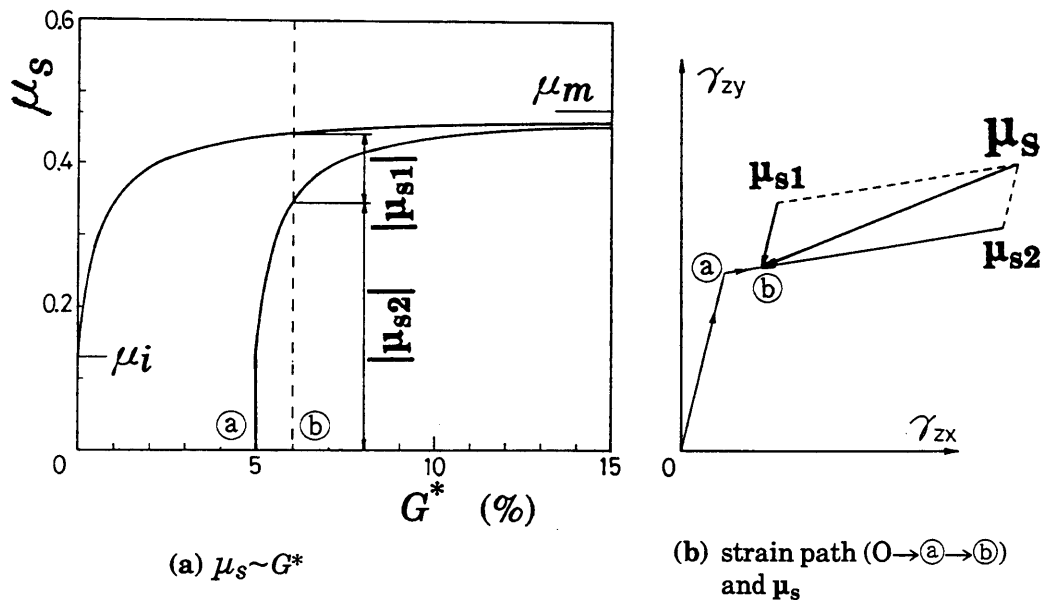 0.6
μs
μm
0.4
|μs1|
0.2
|μs2|
μi
ⓐ
ⓑ
0
5
10
15
G* (%)
(a) μs~G*
γzy
μs
μs1
μs2
ⓐ
ⓑ
0
γzx
(b) strain path (O→ⓐ→ⓑ)
and μs